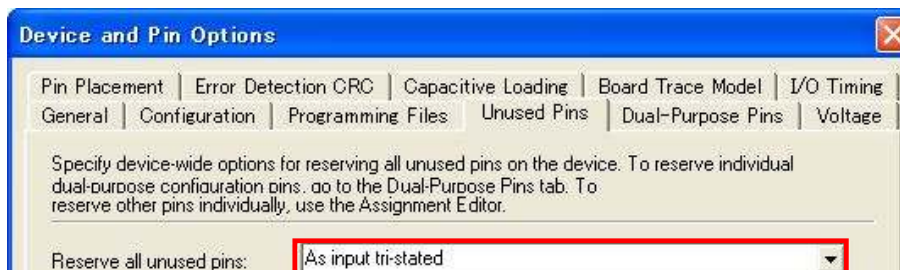 Device and Pin Options
Pin Placement Error Detection CRC Capacitive Loading Board Trace Model I/O Timing
General Configuration Programming Files Unused Pins Dual-Purpose Pins Voltage
Specify device-wide options for reserving all unused pins on the device. To reserve individual
dual-purpose configuration pins, go to the Dual-Purpose Pins tab. To
reserve other pins individually, use the Assignment Editor.
Reserve all unused pins: As input tri-stated